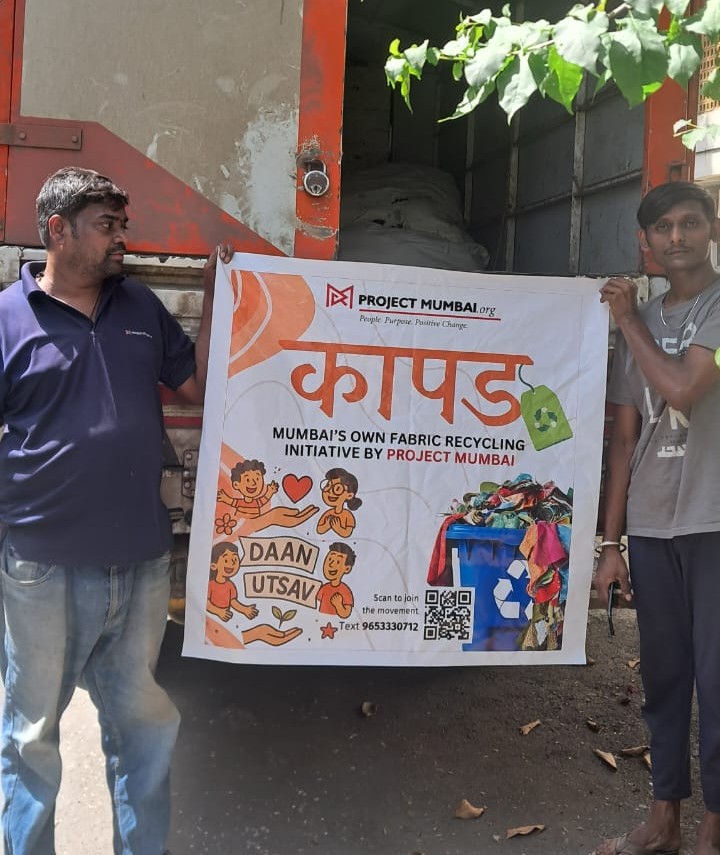 PROJECT MUMBAI.org
People. Purpose. Positive Change.
कापड
MUMBAI'S OWN FABRIC RECYCLING
INITIATIVE BY PROJECT MUMBAI
DAAN
UTSAV
Scan to join
the movement
Text 9653330712